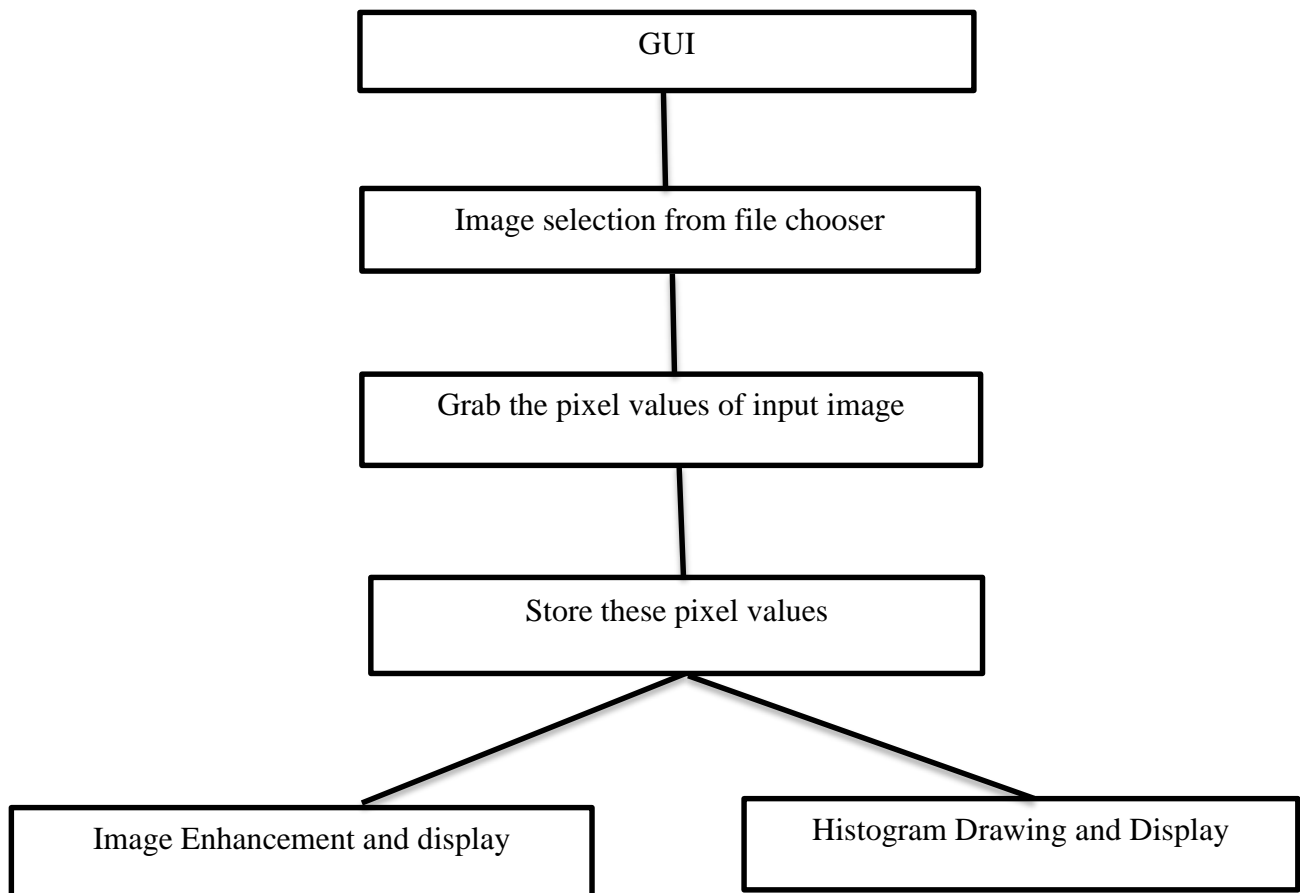 GUI
Image selection from file chooser
Grab the pixel values of input image
Store these pixel values
Image Enhancement and display
Histogram Drawing and Display